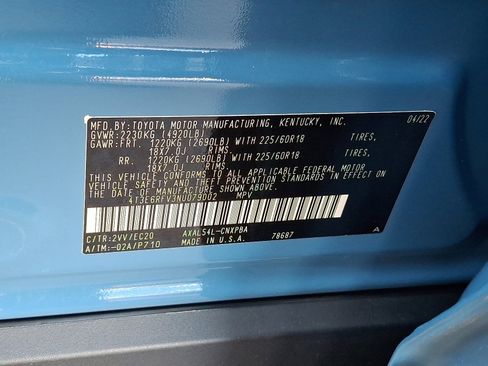 MFD.BY:TOYOTA MOTOR MANUFACTURING, KENTUCKY, INC. 04/22
GVWR:2230KG (4920LB)
GAWR:FRT. 1220KG (2690LB) WITH 225/60R18 TIRES,
18X7.0J RIMS.
RR. 1220KG (2690LB) WITH 225/60R18 TIRES,
18X7.0J RIMS.
THIS VEHICLE CONFORMS TO ALL APPLICABLE FEDERAL MOTOR
VEHICLE SAFETY AND THEFT PREVENTION STANDARDS IN EFFECT ON
THE DATE OF MANUFACTURE SHOWN ABOVE.
4T3E6RFV3NU079002 MPV
C/TR:2VV/EC20 AXAL54L-CNXPBA A
A/TM:-02A/P710 MADE IN U.S.A. 78687